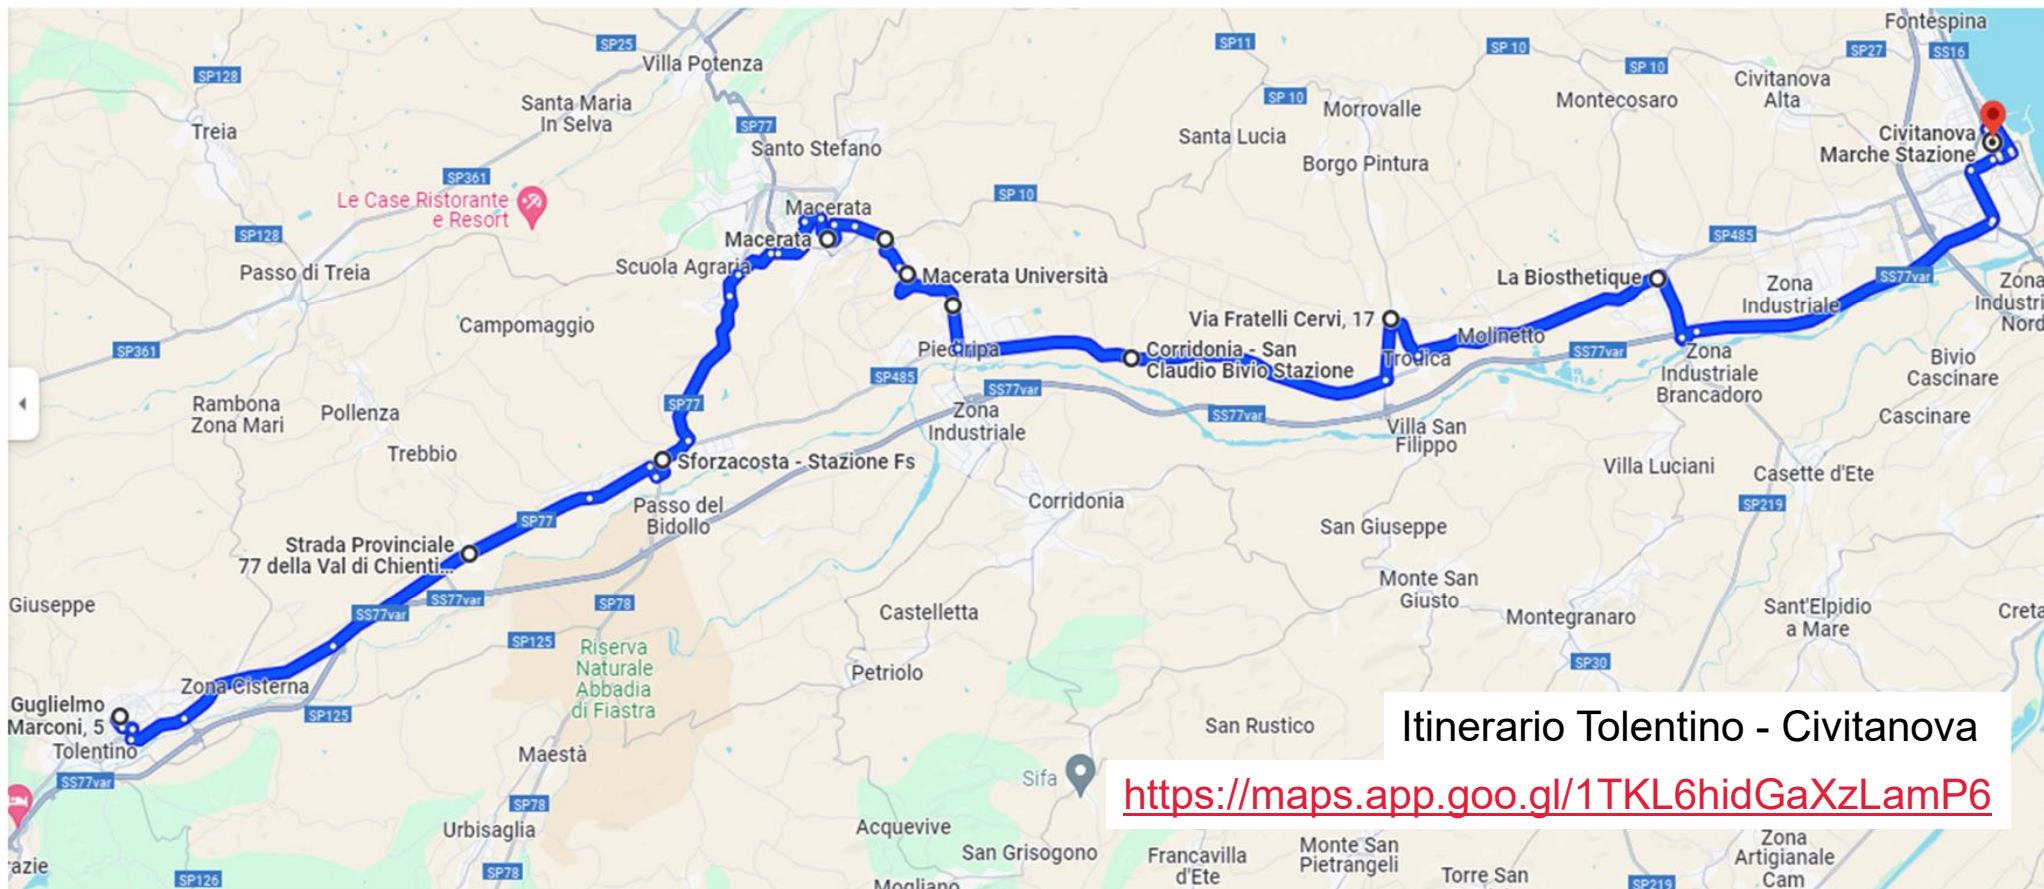 Fontespina
SP25
SP11
SP 10
SP27
SS16
Villa Potenza
SP128
SP 10
Civitanova
Alta
SP 10
Montecosaro
Santa Maria
In Selva
Morrovalle
Treia
SP77
Santa Lucia
Civitanova
Marche Stazione
Santo Stefano
Borgo Pintura
SP361
Le Case Ristorante
e Resort
SP 10
Macerata
SP128
Macerata
SP485
Passo di Treia
Scuola Agraria
Macerata Università
La Biosthetique
SS77var
Zona
Industriale
Zona
Industri
Nord
Campomaggio
Via Fratelli Cervi, 17
Molinetto
SP361
Piediripa
Corridonia - San
Claudio Bivio Stazione
Trodica
SS77var
Zona
Industriale
Brancadoro
Bivio
Cascinare
SP485
SS77var
Rambona
Zona Mari
Pollenza
SP77
Zona
Industriale
SS77var
Cascinare
Villa San
Filippo
Trebbio
Sforzacosta - Stazione Fs
Villa Luciani
Casette d'Ete
Passo del
Bidollo
Corridonia
SP219
SP77
San Giuseppe
Strada Provinciale
77 della Val di Chienti...
Monte San
Giusto
Giuseppe
SS77var
SS77var
SP78
Castelletta
Montegranaro
Sant'Elpidio
a Mare
Creta
SP125
Riserva
Naturale
Abbadia
di Fiastra
SP30
Petriolo
Zona Cisterna
Guglielmo
Marconi, 5
SP125
San Rustico
Itinerario Tolentino - Civitanova
Tolentino
Maestà
SS77var
Sifa
https://maps.app.goo.gl/1TKL6hidGaXzLamP6
SP78
Urbisaglia
Acquevive
San Grisogono
Francavilla
d'Ete
Monte San
Pietrangeli
Zona
Artigianale
Cam
razie
SP126
SP78
Mogliano
Torre San
SP219